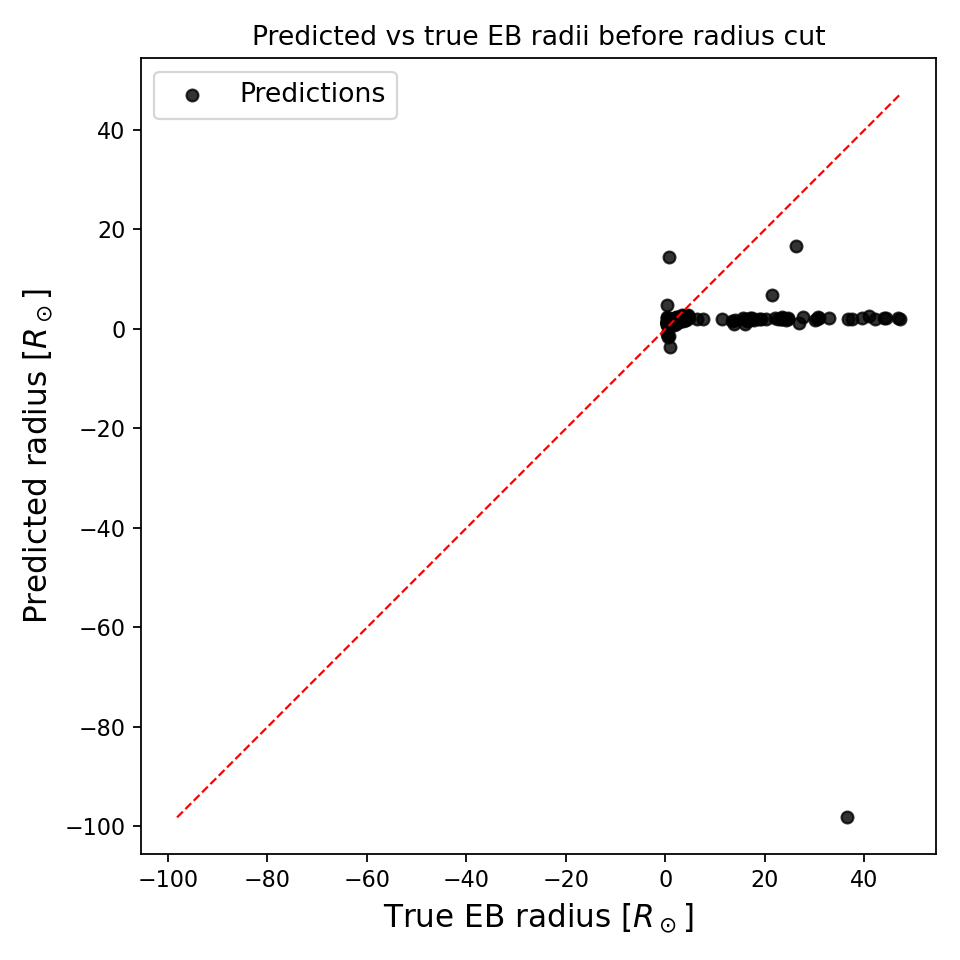 Predicted vs true EB radii before radius cut
Predictions
Predicted radius [R⊙]
40
20
0
−20
−40
−60
−80
−100
−100 −80 −60 −40 −20 0 20 40
True EB radius [R⊙]